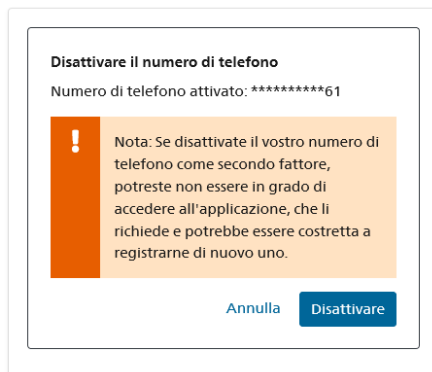 Disattivare il numero di telefono
Numero di telefono attivato: **********61
!
Nota: Se disattivate il vostro numero di
telefono come secondo fattore,
potreste non essere in grado di
accedere all'applicazione, che li
richiede e potrebbe essere costretta a
registrarne di nuovo uno.
Annulla Disattivare